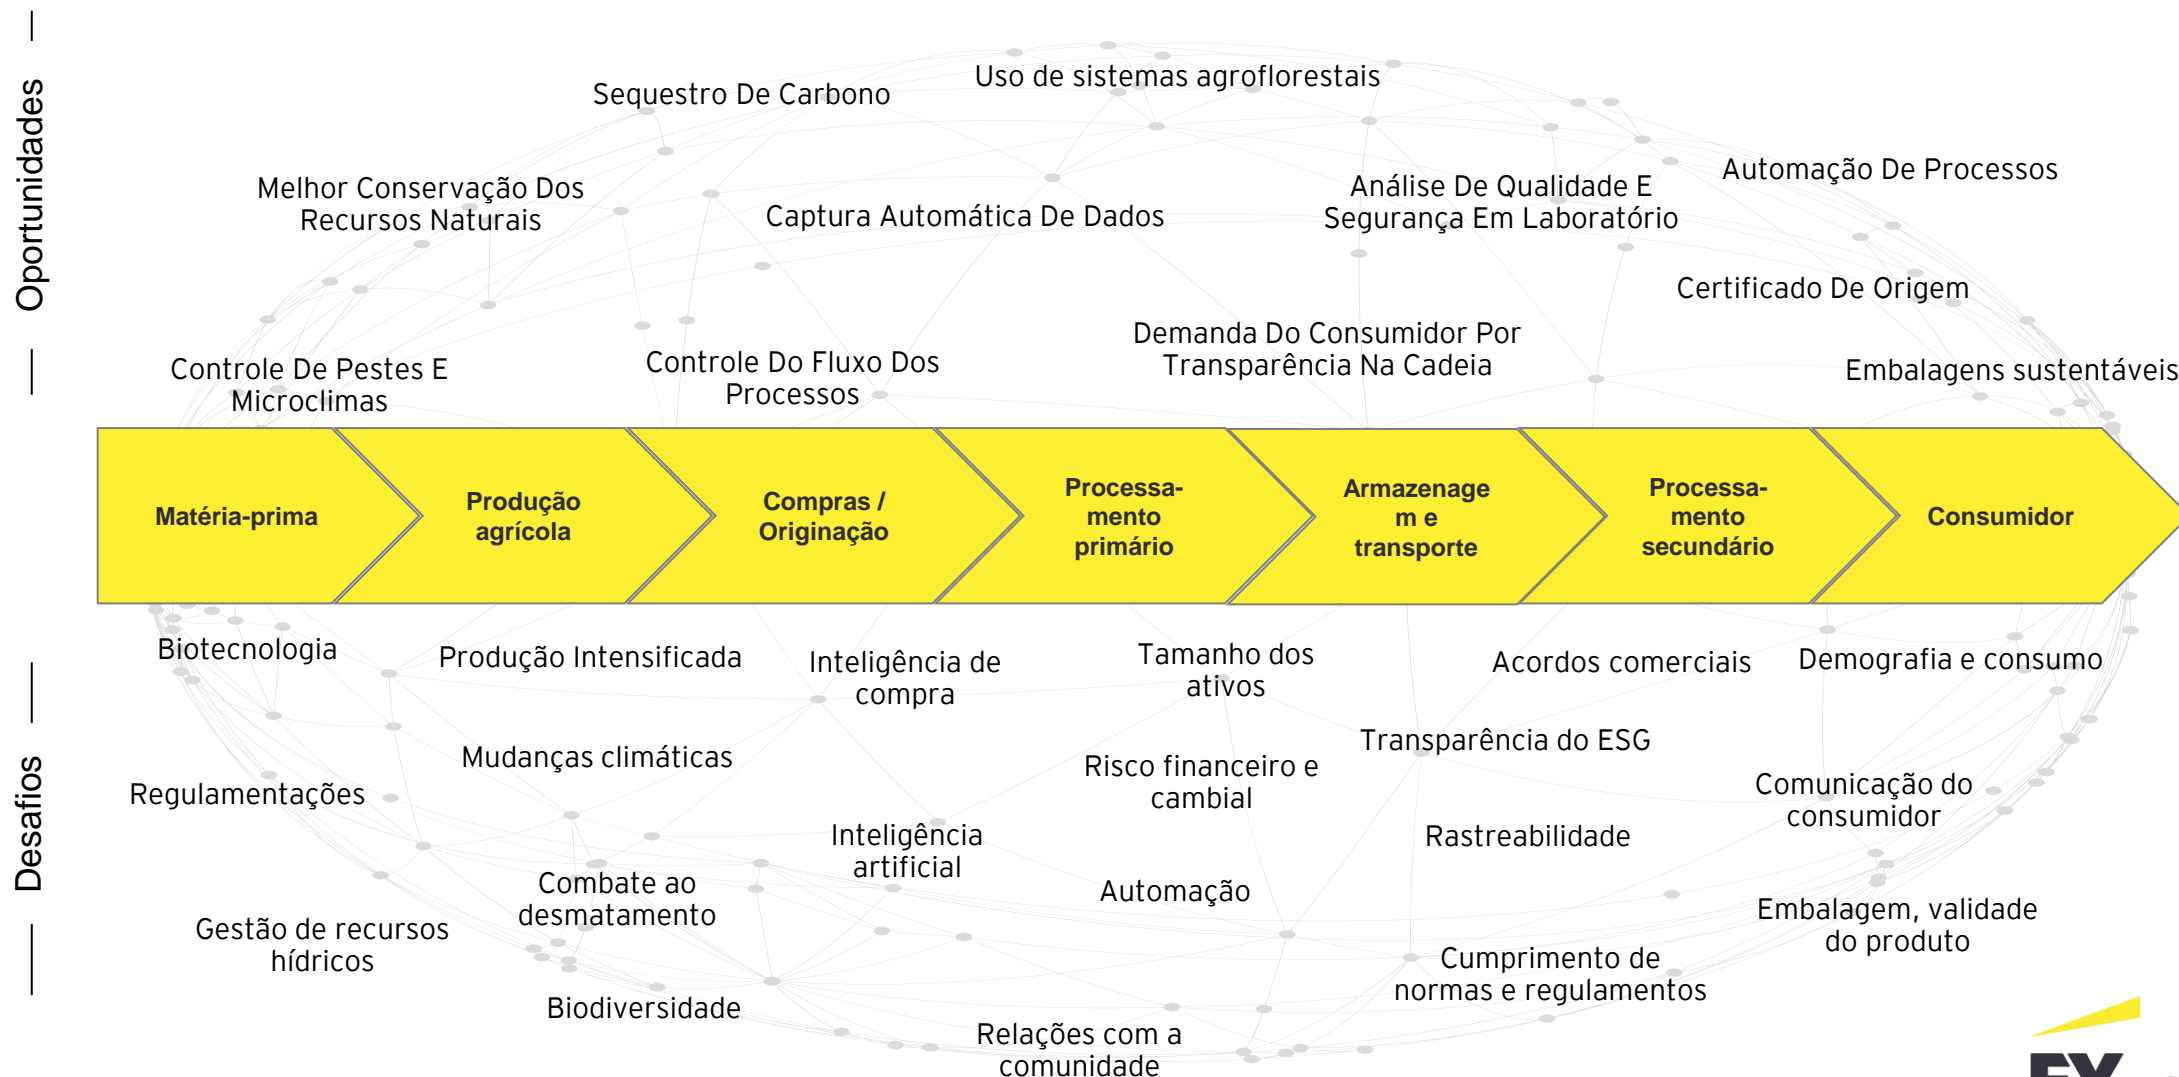 Oportunidades
Sequestro De Carbono
Uso de sistemas agroflorestais
Melhor Conservação Dos
Recursos Naturais
Captura Automática De Dados
Análise De Qualidade E
Segurança Em Laboratório
Automação De Processos
Certificado De Origem
Controle De Pestes E
Microclimas
Controle Do Fluxo Dos
Processos
Demanda Do Consumidor Por
Transparência Na Cadeia
Embalagens sustentáveis
Matéria-prima
Produção
agrícola
Compras /
Originação
Processa-
mento
primário
Armazenage
m e
transporte
Processa-
mento
secundário
Consumidor
Desafios
Biotecnologia
Produção Intensificada
Inteligência de
compra
Tamanho dos
ativos
Acordos comerciais
Demografia e consumo
Regulamentações
Mudanças climáticas
Risco financeiro e
cambial
Transparência do ESG
Comunicação do
consumidor
Inteligência
artificial
Rastreabilidade
Gestão de recursos
hídricos
Combate ao
desmatamento
Automação
Embalagem, validade
do produto
Biodiversidade
Relações com a
comunidade
Cumprimento de
normas e regulamentos
EY